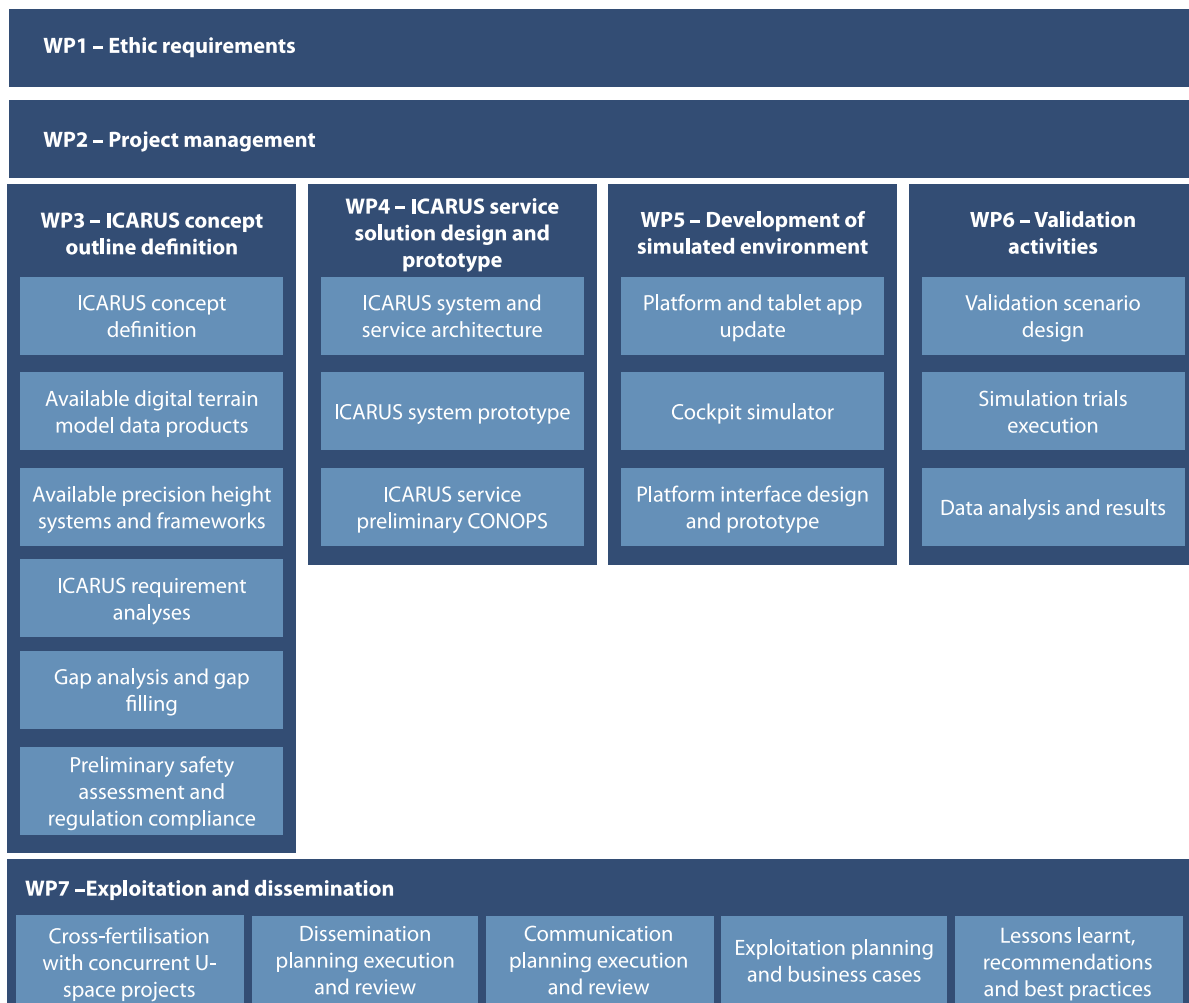 WP1 – Ethic requirements
WP2 – Project management
WP3 – ICARUS concept
outline definition
ICARUS concept
definition
Available digital terrain
model data products
Available precision height
systems and frameworks
ICARUS requirement
analyses
Gap analysis and gap
filling
Preliminary safety
assessment and
regulation compliance
WP4 – ICARUS service
solution design and
prototype
ICARUS system and
service architecture
ICARUS system prototype
ICARUS service
preliminary CONOPS
WP5 – Development of
simulated environment
Platform and tablet app
update
Cockpit simulator
Platform interface design
and prototype
WP6 – Validation
activities
Validation scenario
design
Simulation trials
execution
Data analysis and results
WP7 –Exploitation and dissemination
Cross-fertilisation
with concurrent U-
space projects
Dissemination
planning execution
and review
Communication
planning execution
and review
Exploitation planning
and business cases
Lessons learnt,
recommendations
and best practices